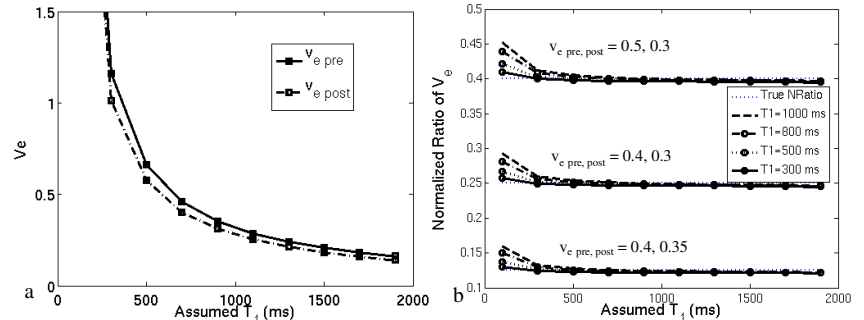 1.5
1
0.5
0
0 500 1000 1500 2000
Ve
Assumed T1 (ms)
ve pre
ve post
a
0.5
0.45
0.4
0.35
0.3
0.25
0.2
0.15
0.1
0 500 1000 1500 2000
Normalized Ratio of Ve
Assumed T1 (ms)
ve pre, post = 0.5, 0.3
ve pre, post = 0.4, 0.3
ve pre, post = 0.4, 0.35
True NRatio
T1=1000 ms
T1=800 ms
T1=500 ms
T1=300 ms
b